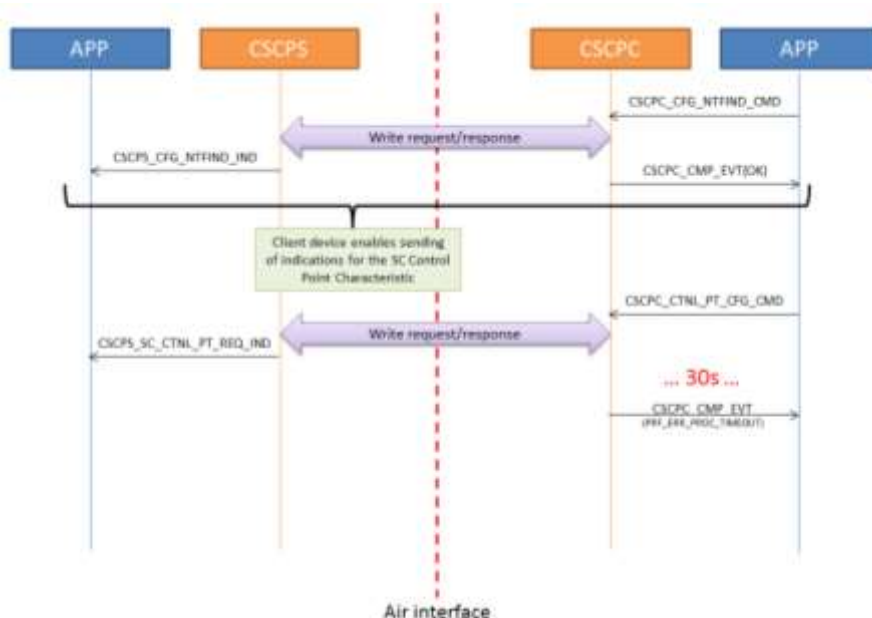 APP
CSCPS
CSCPC
APP
CSCPC_CFG_NTFIND_CMD
Write request/response
CSCPS_CFG_NTFIND_IND
CSCPC_CMP_EVT(OK)
Client device enables sending
of indications for the SC Control
Point Characteristic
CSCPC_CTNL_PT_CFG_CMD
Write request/response
CSCPS_SC_CTNL_PT_REQ_IND
... 30s ...
CSCPC_CMP_EVT
(PRF_ERR_PROC_TIMEOUT)
Air interface